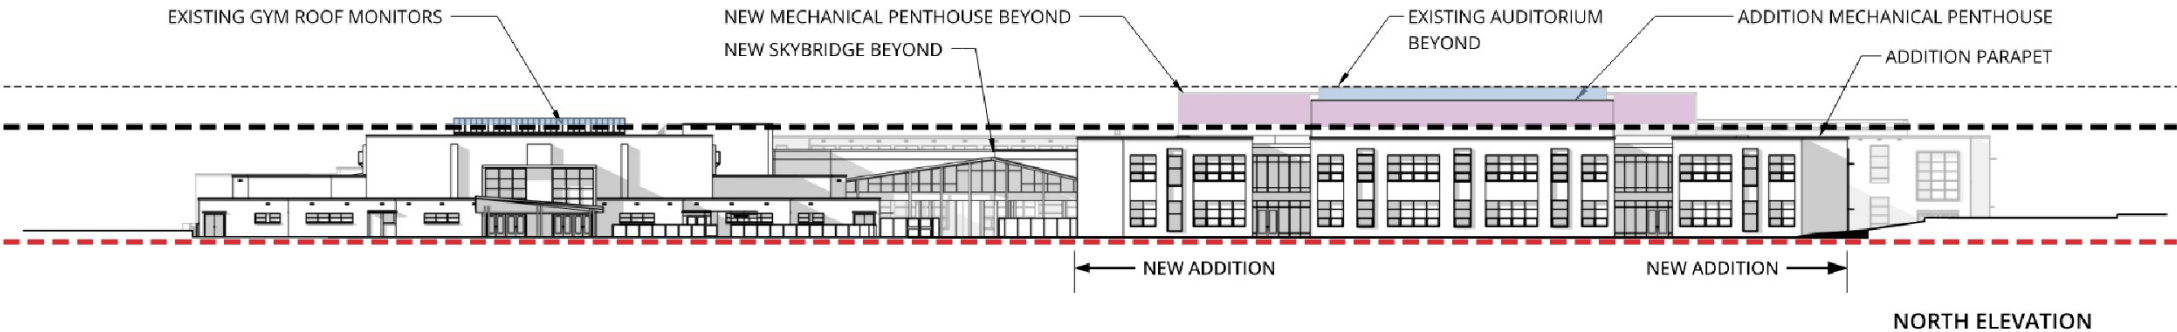 EXISTING GYM ROOF MONITORS
NEW MECHANICAL PENTHOUSE BEYOND
NEW SKYBRIDGE BEYOND
EXISTING AUDITORIUM
BEYOND
ADDITION MECHANICAL PENTHOUSE
ADDITION PARAPET
NEW ADDITION
NEW ADDITION
NORTH ELEVATION